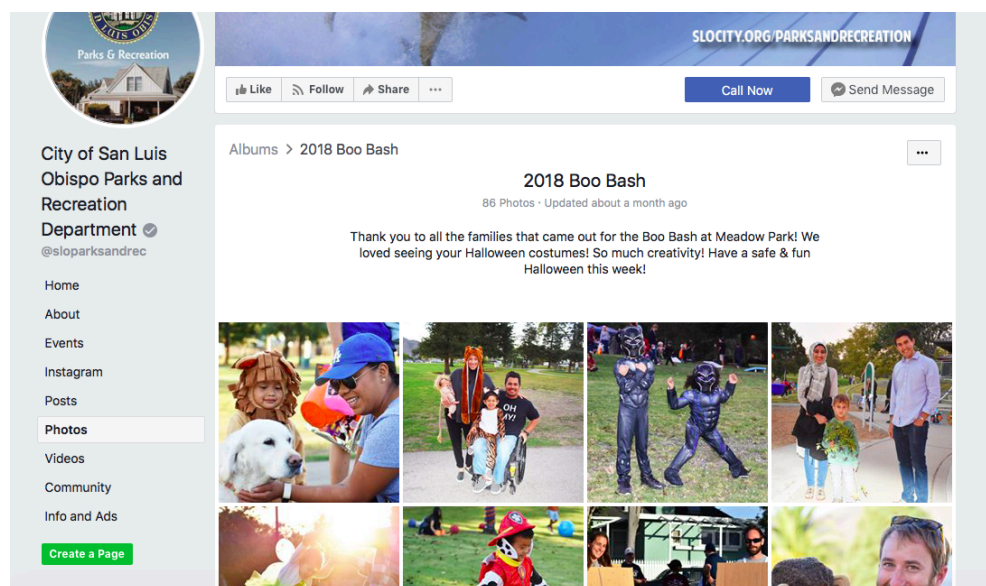 LUIS OBIS
Parks & Recreation
SLOCITY.ORG/PARKSANDRECREATION
Like Follow Share ...
Call Now
Send Message
City of San Luis
Obispo Parks and
Recreation
Department
@sloparksandrec
Home
About
Events
Instagram
Posts
Photos
Videos
Community
Info and Ads
Create a Page
Albums > 2018 Boo Bash
...
2018 Boo Bash
86 Photos · Updated about a month ago
Thank you to all the families that came out for the Boo Bash at Meadow Park! We
loved seeing your Halloween costumes! So much creativity! Have a safe & fun
Halloween this week!
OH